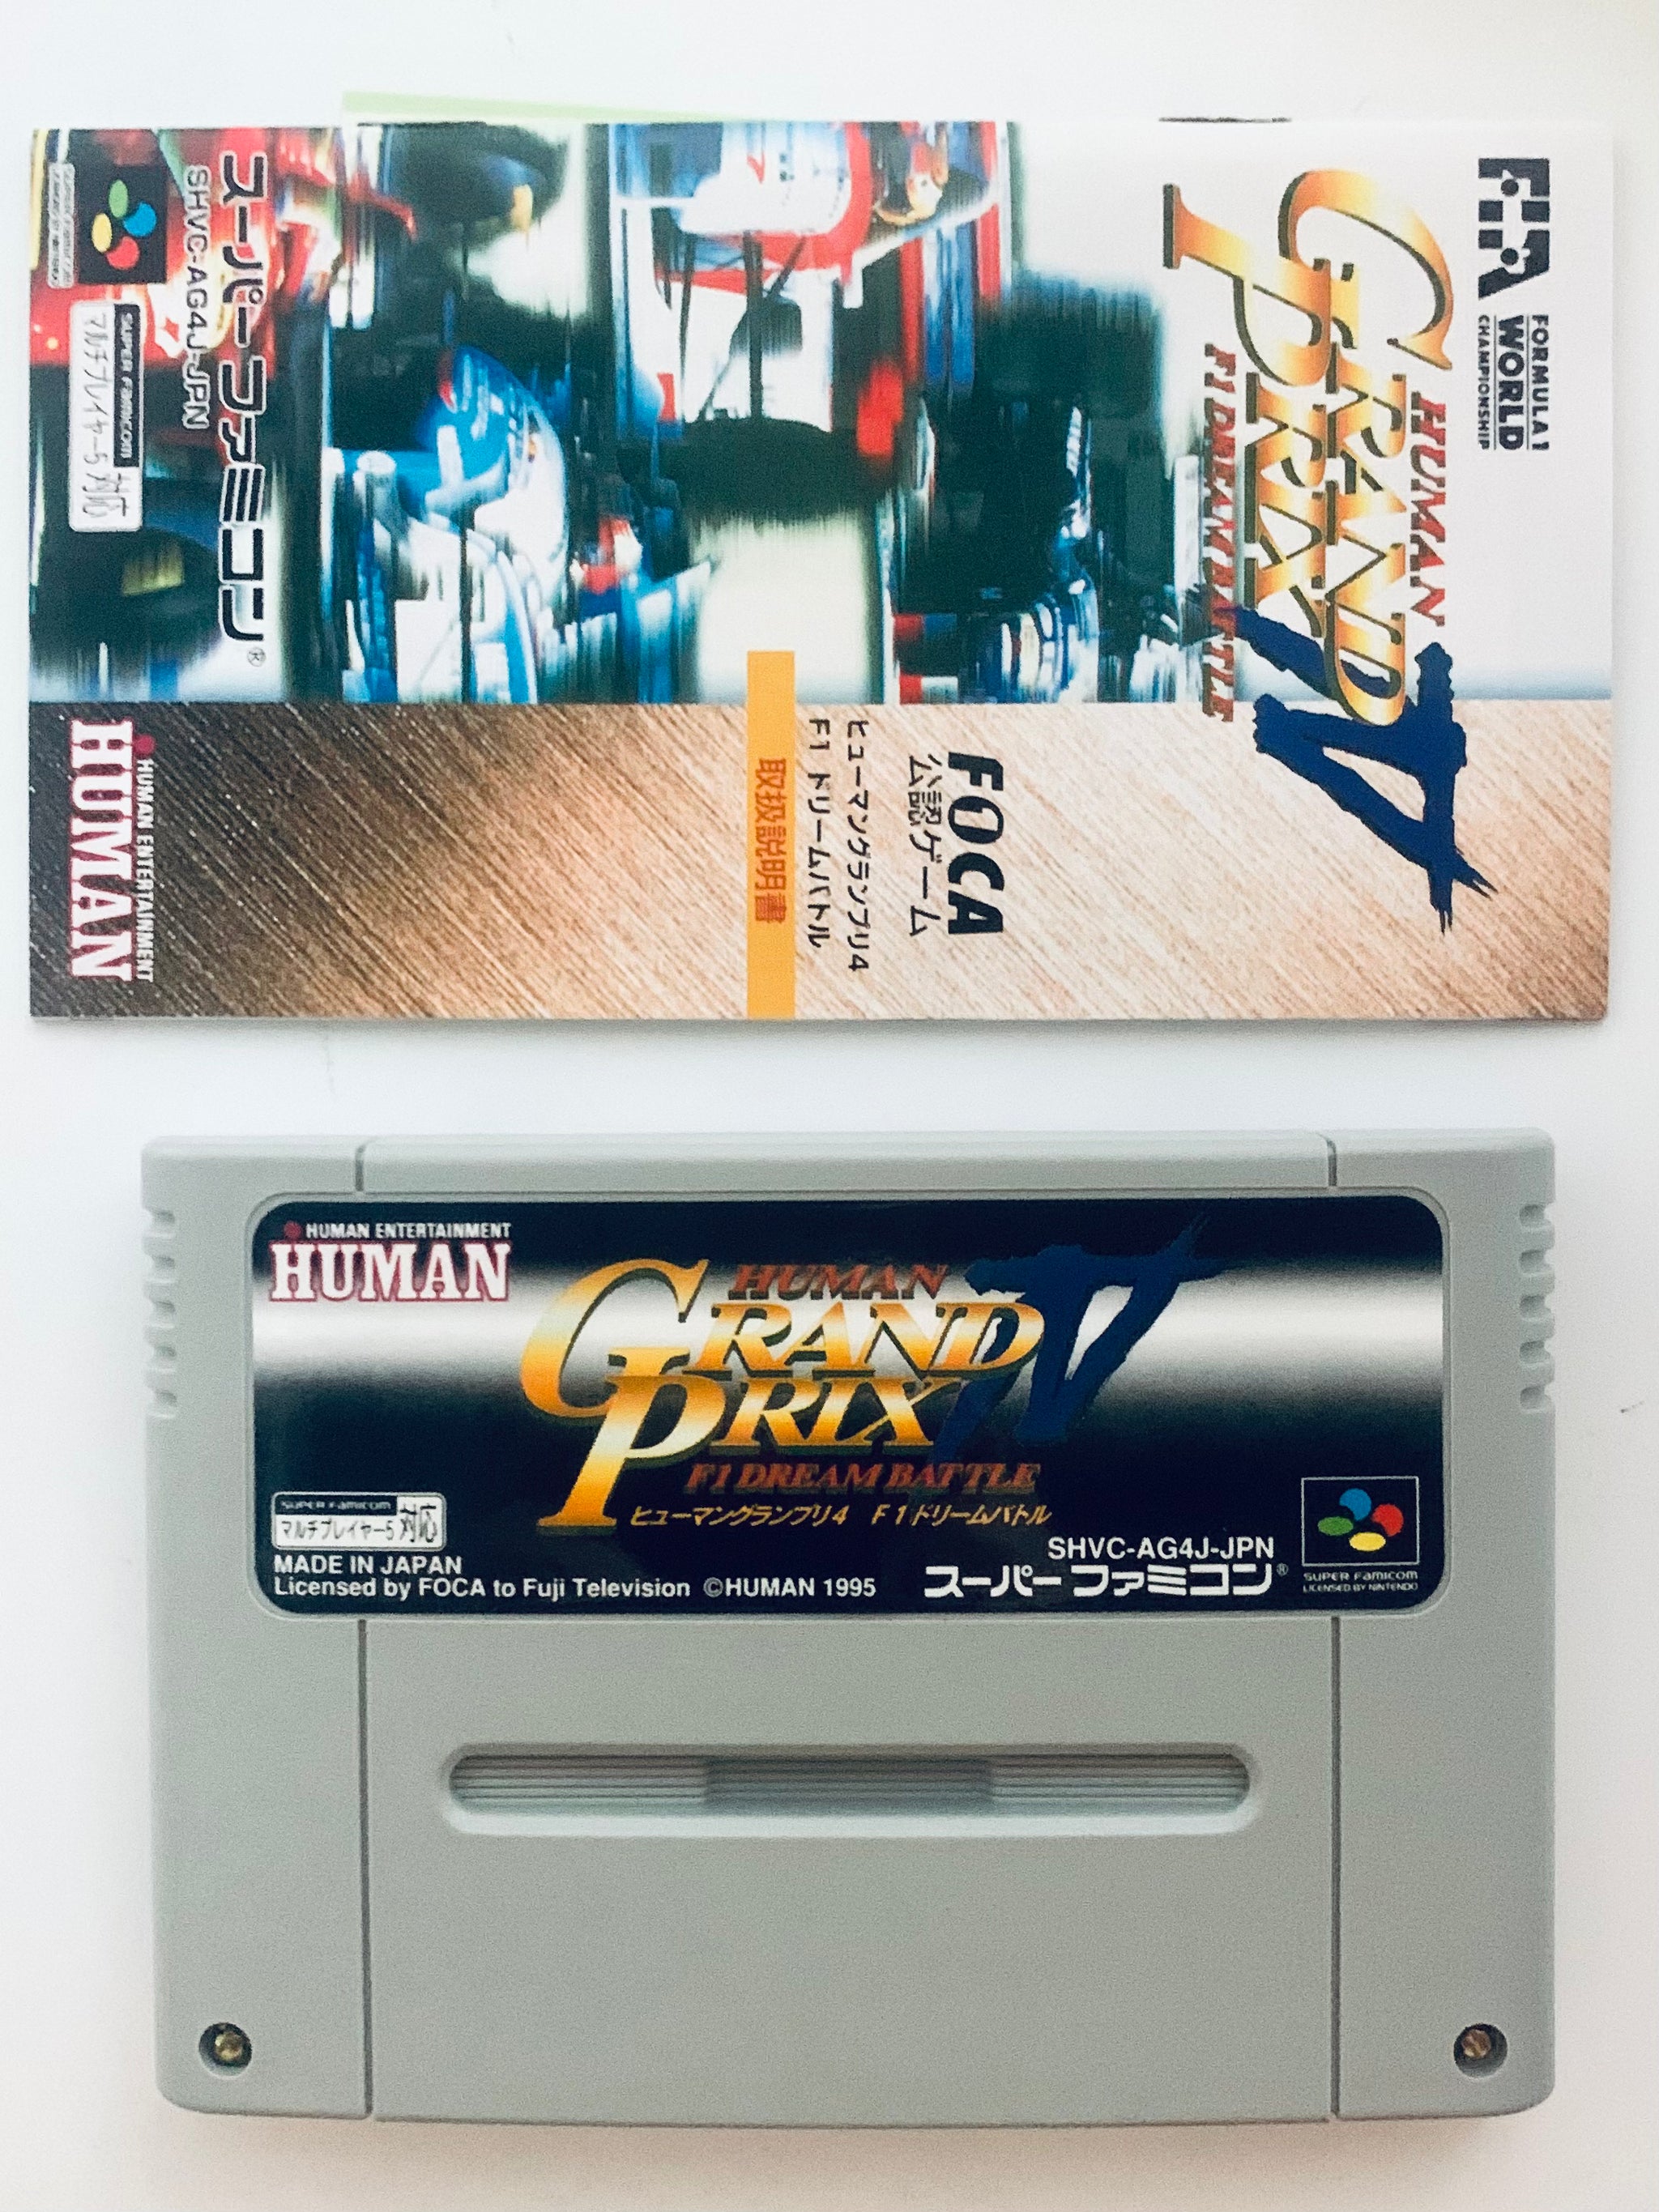 FIA
FORMULA 1
WORLD
CHAMPIONSHIP
HUMAN
GRAND
PRIX
IV
F1 DREAM BATTLE
FOCA
公認ゲーム
ヒューマングランプリ4
F1 ドリームバトル
取扱説明書
スーパーファミコン®
SHVC-AG4J-JPN
SUPER FAMICOM
マルチプレイヤー5 対応
HUMAN ENTERTAINMENT
HUMAN
HUMAN ENTERTAINMENT
HUMAN
HUMAN
GRAND
PRIX
IV
F1 DREAM BATTLE
ヒューマングランプリ4 F1ドリームバトル
SUPER FAMICOM
マルチプレイヤー5 対応
MADE IN JAPAN
Licensed by FOCA to Fuji Television ©HUMAN 1995
SHVC-AG4J-JPN
スーパーファミコン®
SUPER FAMICOM
LICENSED BY NINTENDO